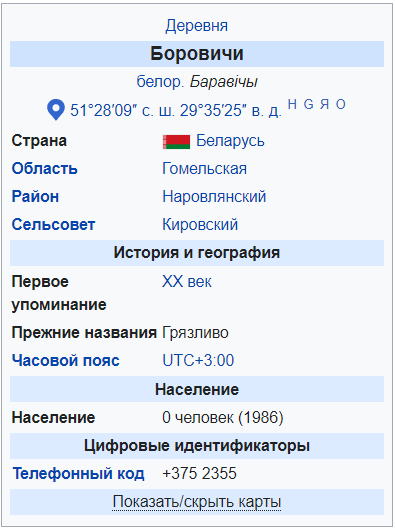 Деревня
Боровичи
белор. Баравічы
51°28′09″ с. ш. 29°35′25″ в. д. H G Я O
Страна Беларусь
Область Гомельская
Район Наровлянский
Сельсовет Кировский
История и география
Первое XX век
упоминание
Прежние названия Грязливо
Часовой пояс UTC+3:00
Население
Население 0 человек (1986)
Цифровые идентификаторы
Телефонный код +375 2355
Показать/скрыть карты